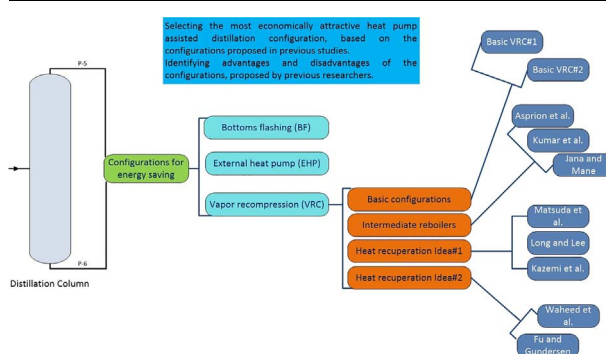 Selecting the most economically attractive heat pump
assisted distillation configuration, based on the
configurations proposed in previous studies.
Identifying advantages and disadvantages of the
configurations, proposed by previous researchers.
P-5
P-6
Distillation Column
Configurations for
energy saving
Bottoms flashing (BF)
External heat pump (EHP)
Vapor recompression (VRC)
Basic configurations
Intermediate reboilers
Heat recuperation Idea#1
Heat recuperation Idea#2
Basic VRC#1
Basic VRC#2
Asprion et al.
Kumar et al.
Jana and
Mane
Matsuda et
al.
Long and Lee
Kazemi et al.
Waheed et
al.
Fu and
Gundersen